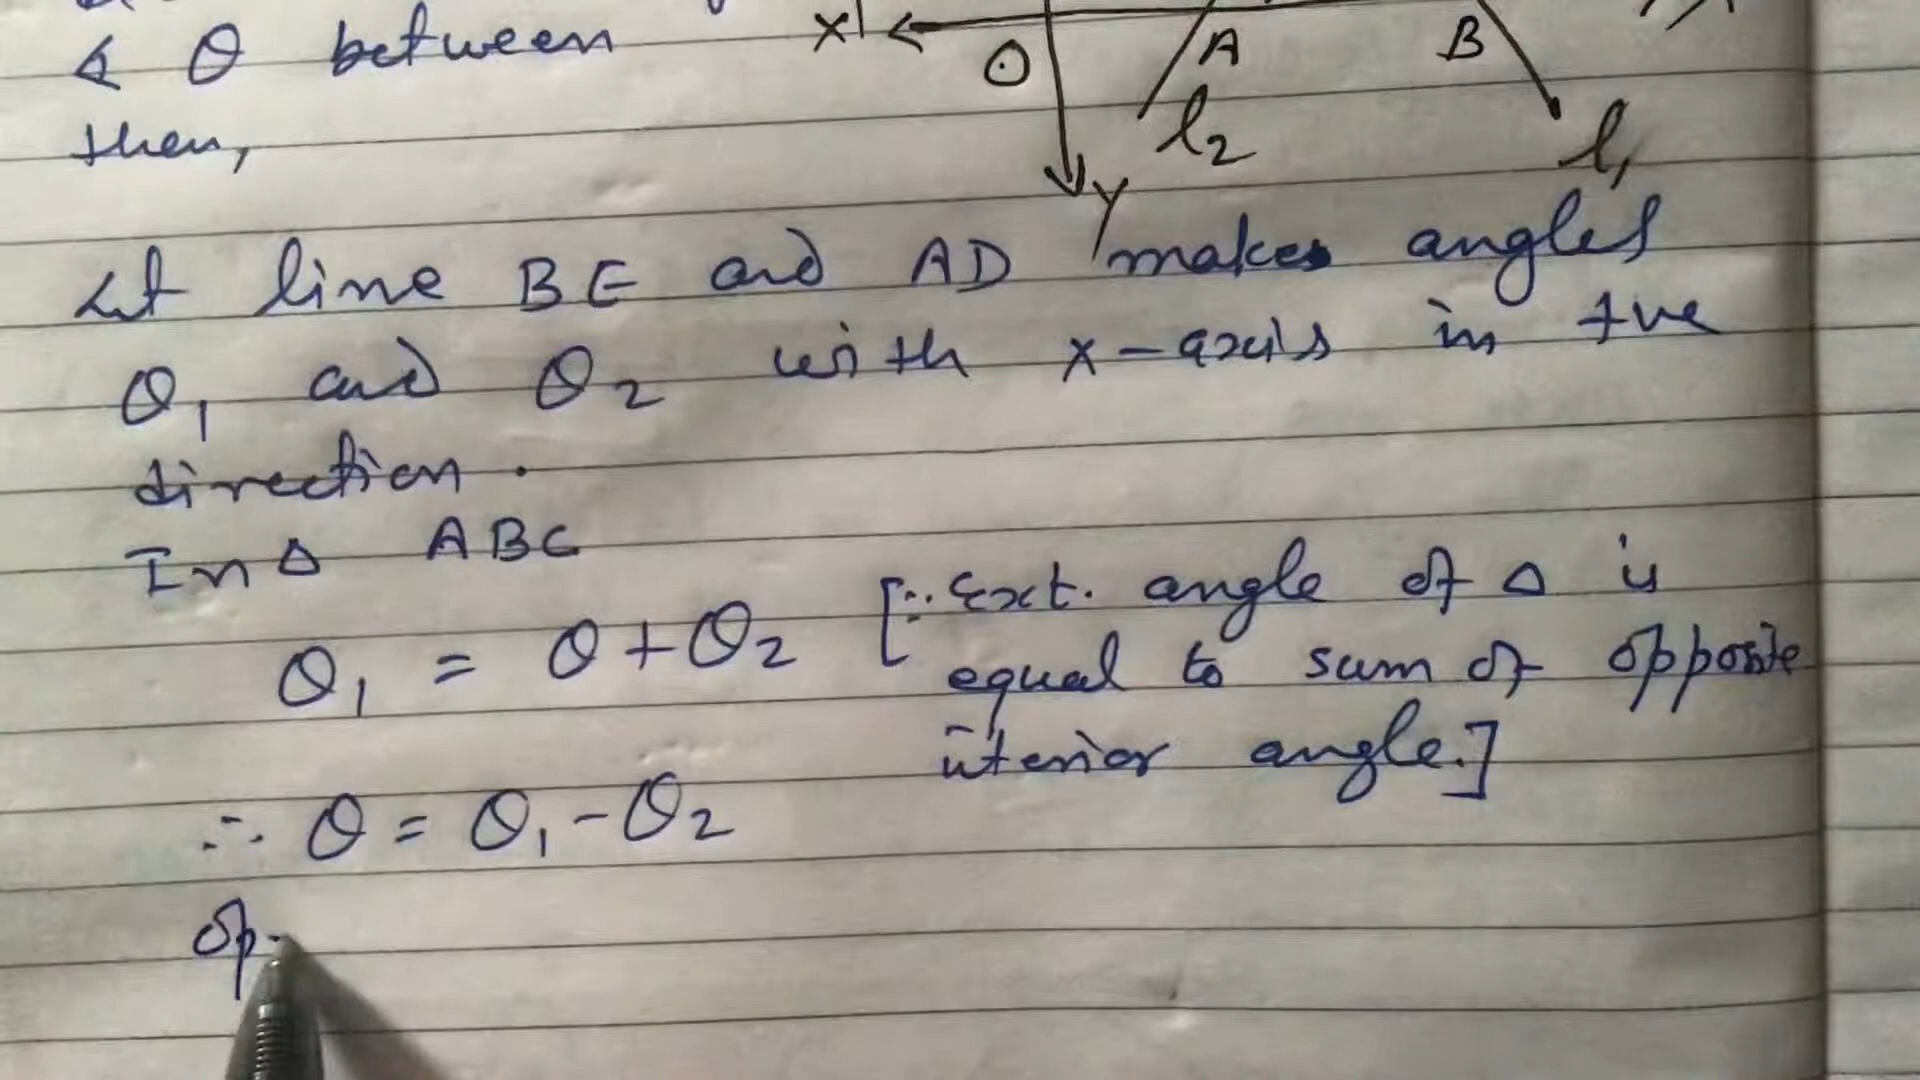 ∡ θ between
then,
X' O A B
l₂ l₁
Y'
Let line BE and AD makes angles
θ₁ and θ₂ with x-axis in +ve
direction.
In Δ ABC
θ₁ = θ + θ₂ [∵ Ext. angle of Δ is
equal to sum of opposite
interior angle.]
∴ θ = θ₁ - θ₂
Op